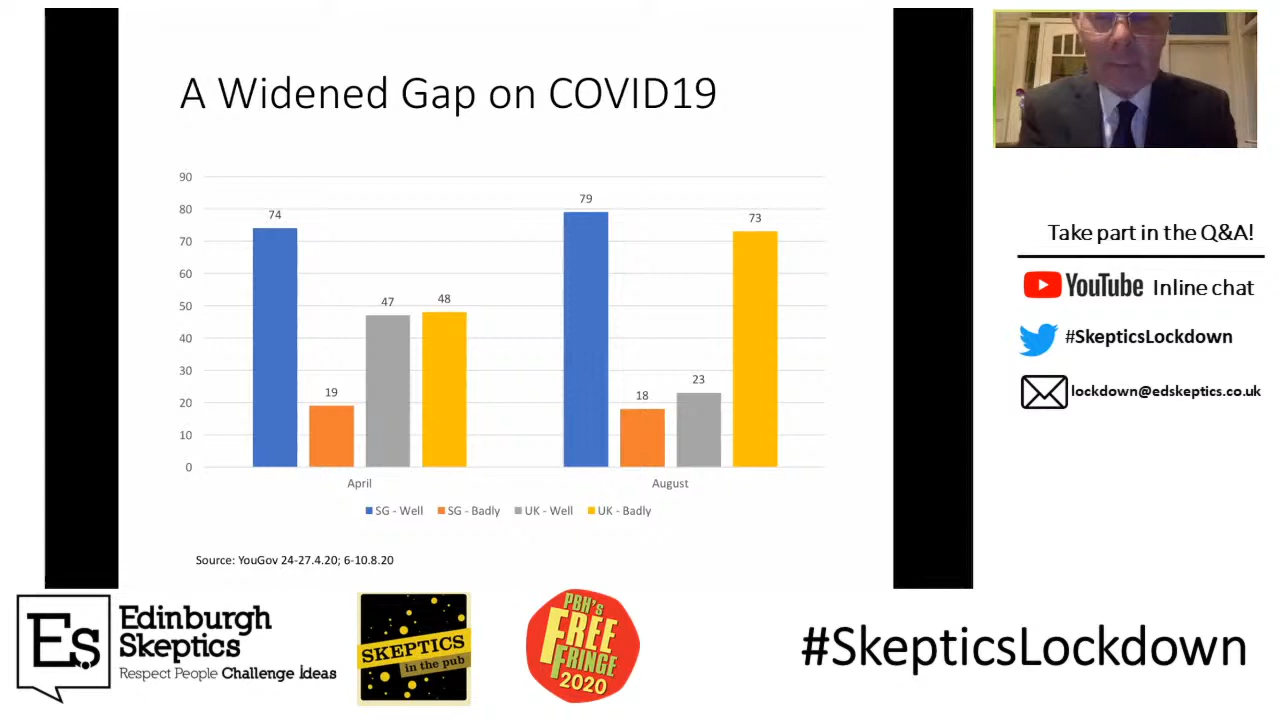 A Widened Gap on COVID19
90
80
70
60
50
40
30
20
10
0
74
19
47
48
79
18
23
73
April
August
SG - Well
SG - Badly
UK - Well
UK - Badly
Source: YouGov 24-27.4.20; 6-10.8.20
Take part in the Q&A!
YouTube Inline chat
#SkepticsLockdown
lockdown@edskeptics.co.uk
Es
Edinburgh
Skeptics
Respect People Challenge Ideas
SKEPTICS
in the pub
PBH's
FREE
FRINGE
2020
#SkepticsLockdown